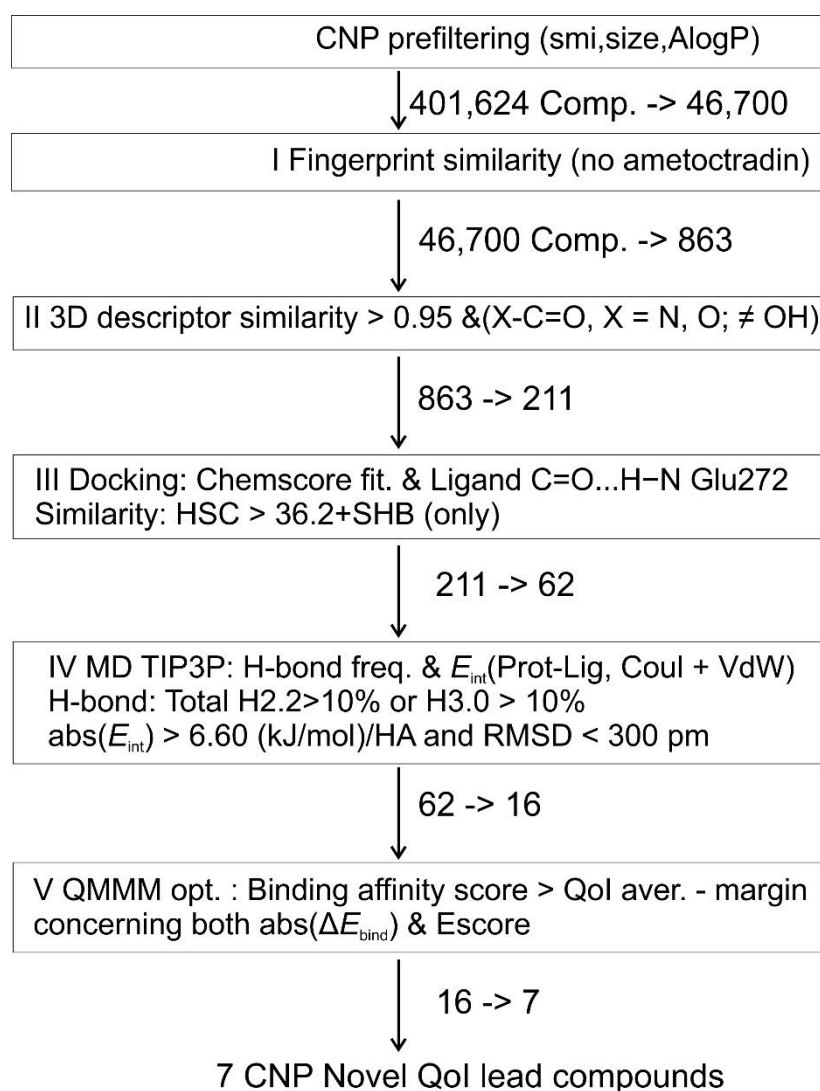 CNP prefiltering (smi,size,AlogP)
401,624 Comp. -> 46,700
I Fingerprint similarity (no ametoctradin)
46,700 Comp. -> 863
II 3D descriptor similarity > 0.95 &(X-C=O, X = N, O; ≠ OH)
863 -> 211
III Docking: Chemscore fit. & Ligand C=O...H−N Glu272
Similarity: HSC > 36.2+SHB (only)
211 -> 62
IV MD TIP3P: H-bond freq. & Eint(Prot-Lig, Coul + VdW)
H-bond: Total H2.2>10% or H3.0 > 10%
abs(Eint) > 6.60 (kJ/mol)/HA and RMSD < 300 pm
62 -> 16
V QMMM opt. : Binding affinity score > QoI aver. - margin
concerning both abs(ΔEbind) & Escore
16 -> 7
7 CNP Novel QoI lead compounds